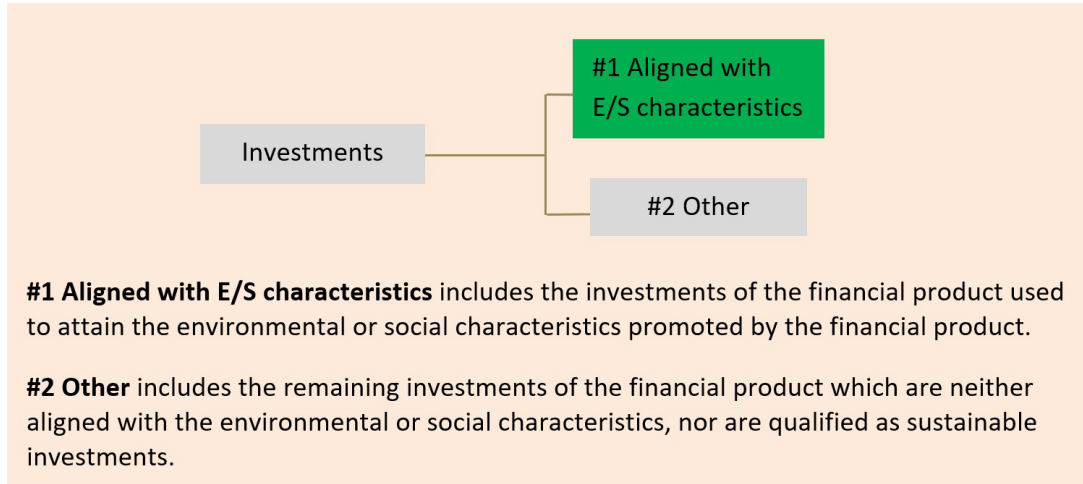 #1 Aligned with
E/S characteristics
Investments
#2 Other
#1 Aligned with E/S characteristics includes the investments of the financial product used
to attain the environmental or social characteristics promoted by the financial product.
#2 Other includes the remaining investments of the financial product which are neither
aligned with the environmental or social characteristics, nor are qualified as sustainable
investments.